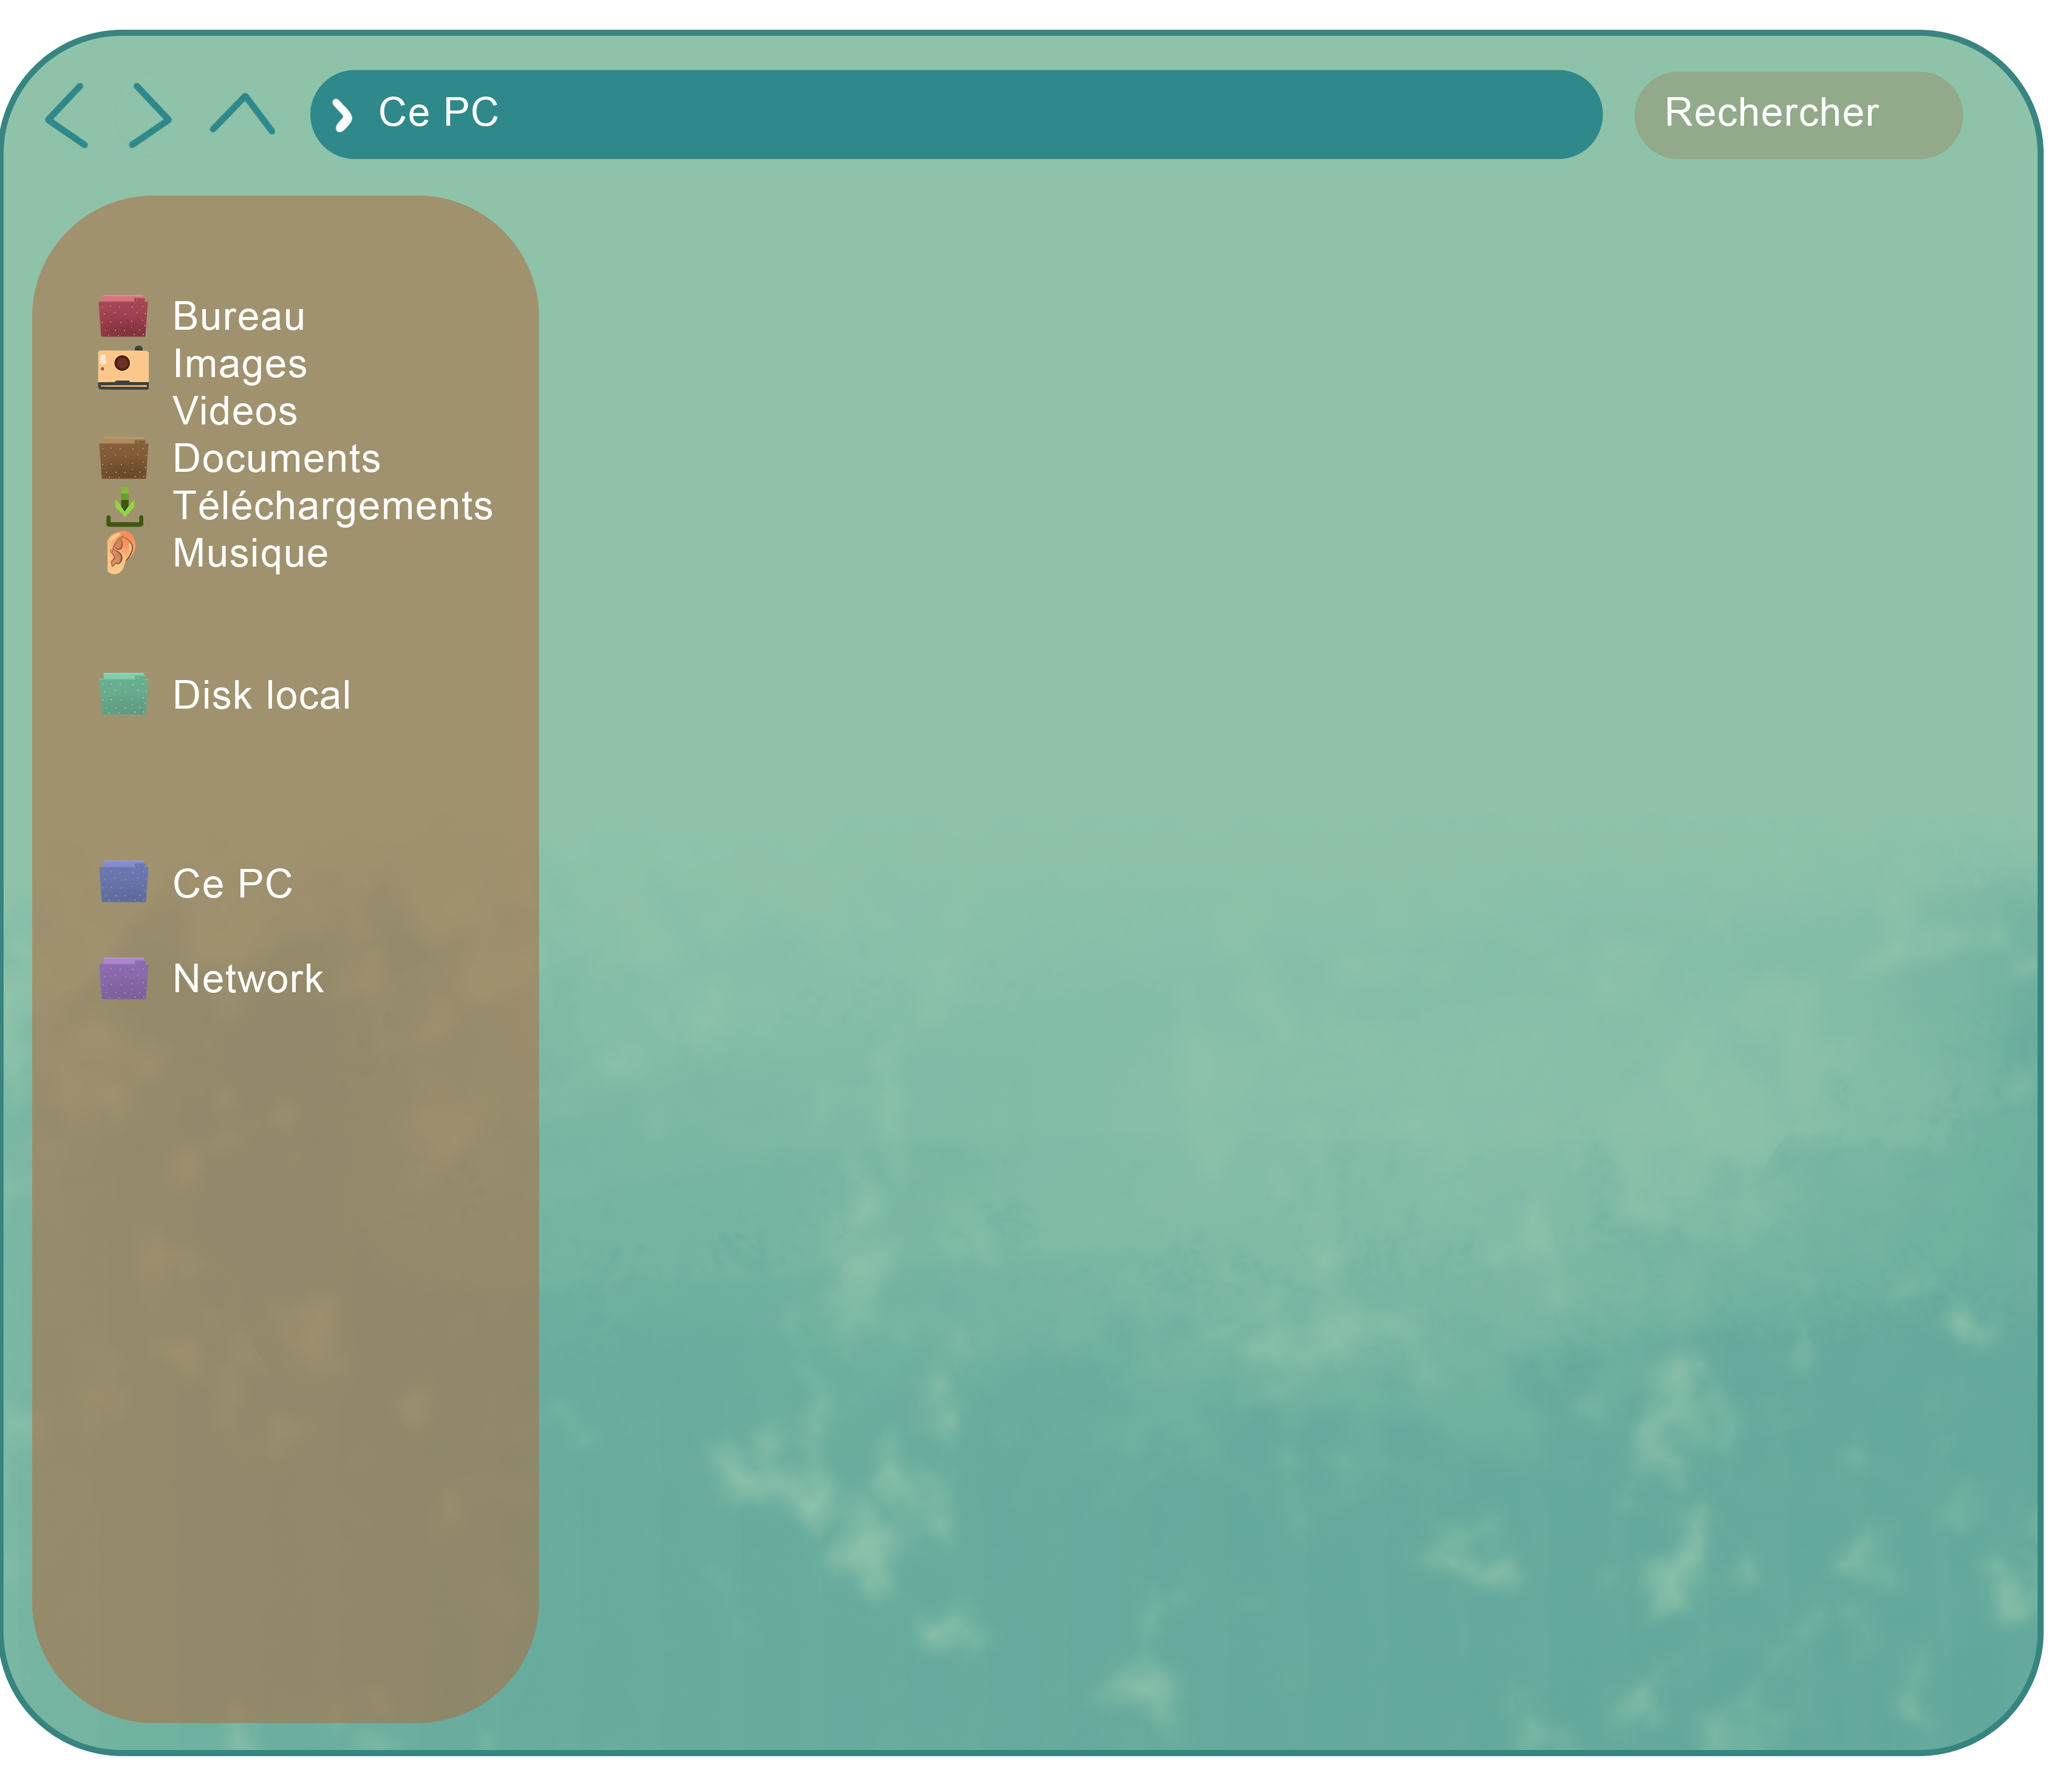 Ce PC
Rechercher
Bureau
Images
Videos
Documents
Téléchargements
Musique
Disk local
Ce PC
Network